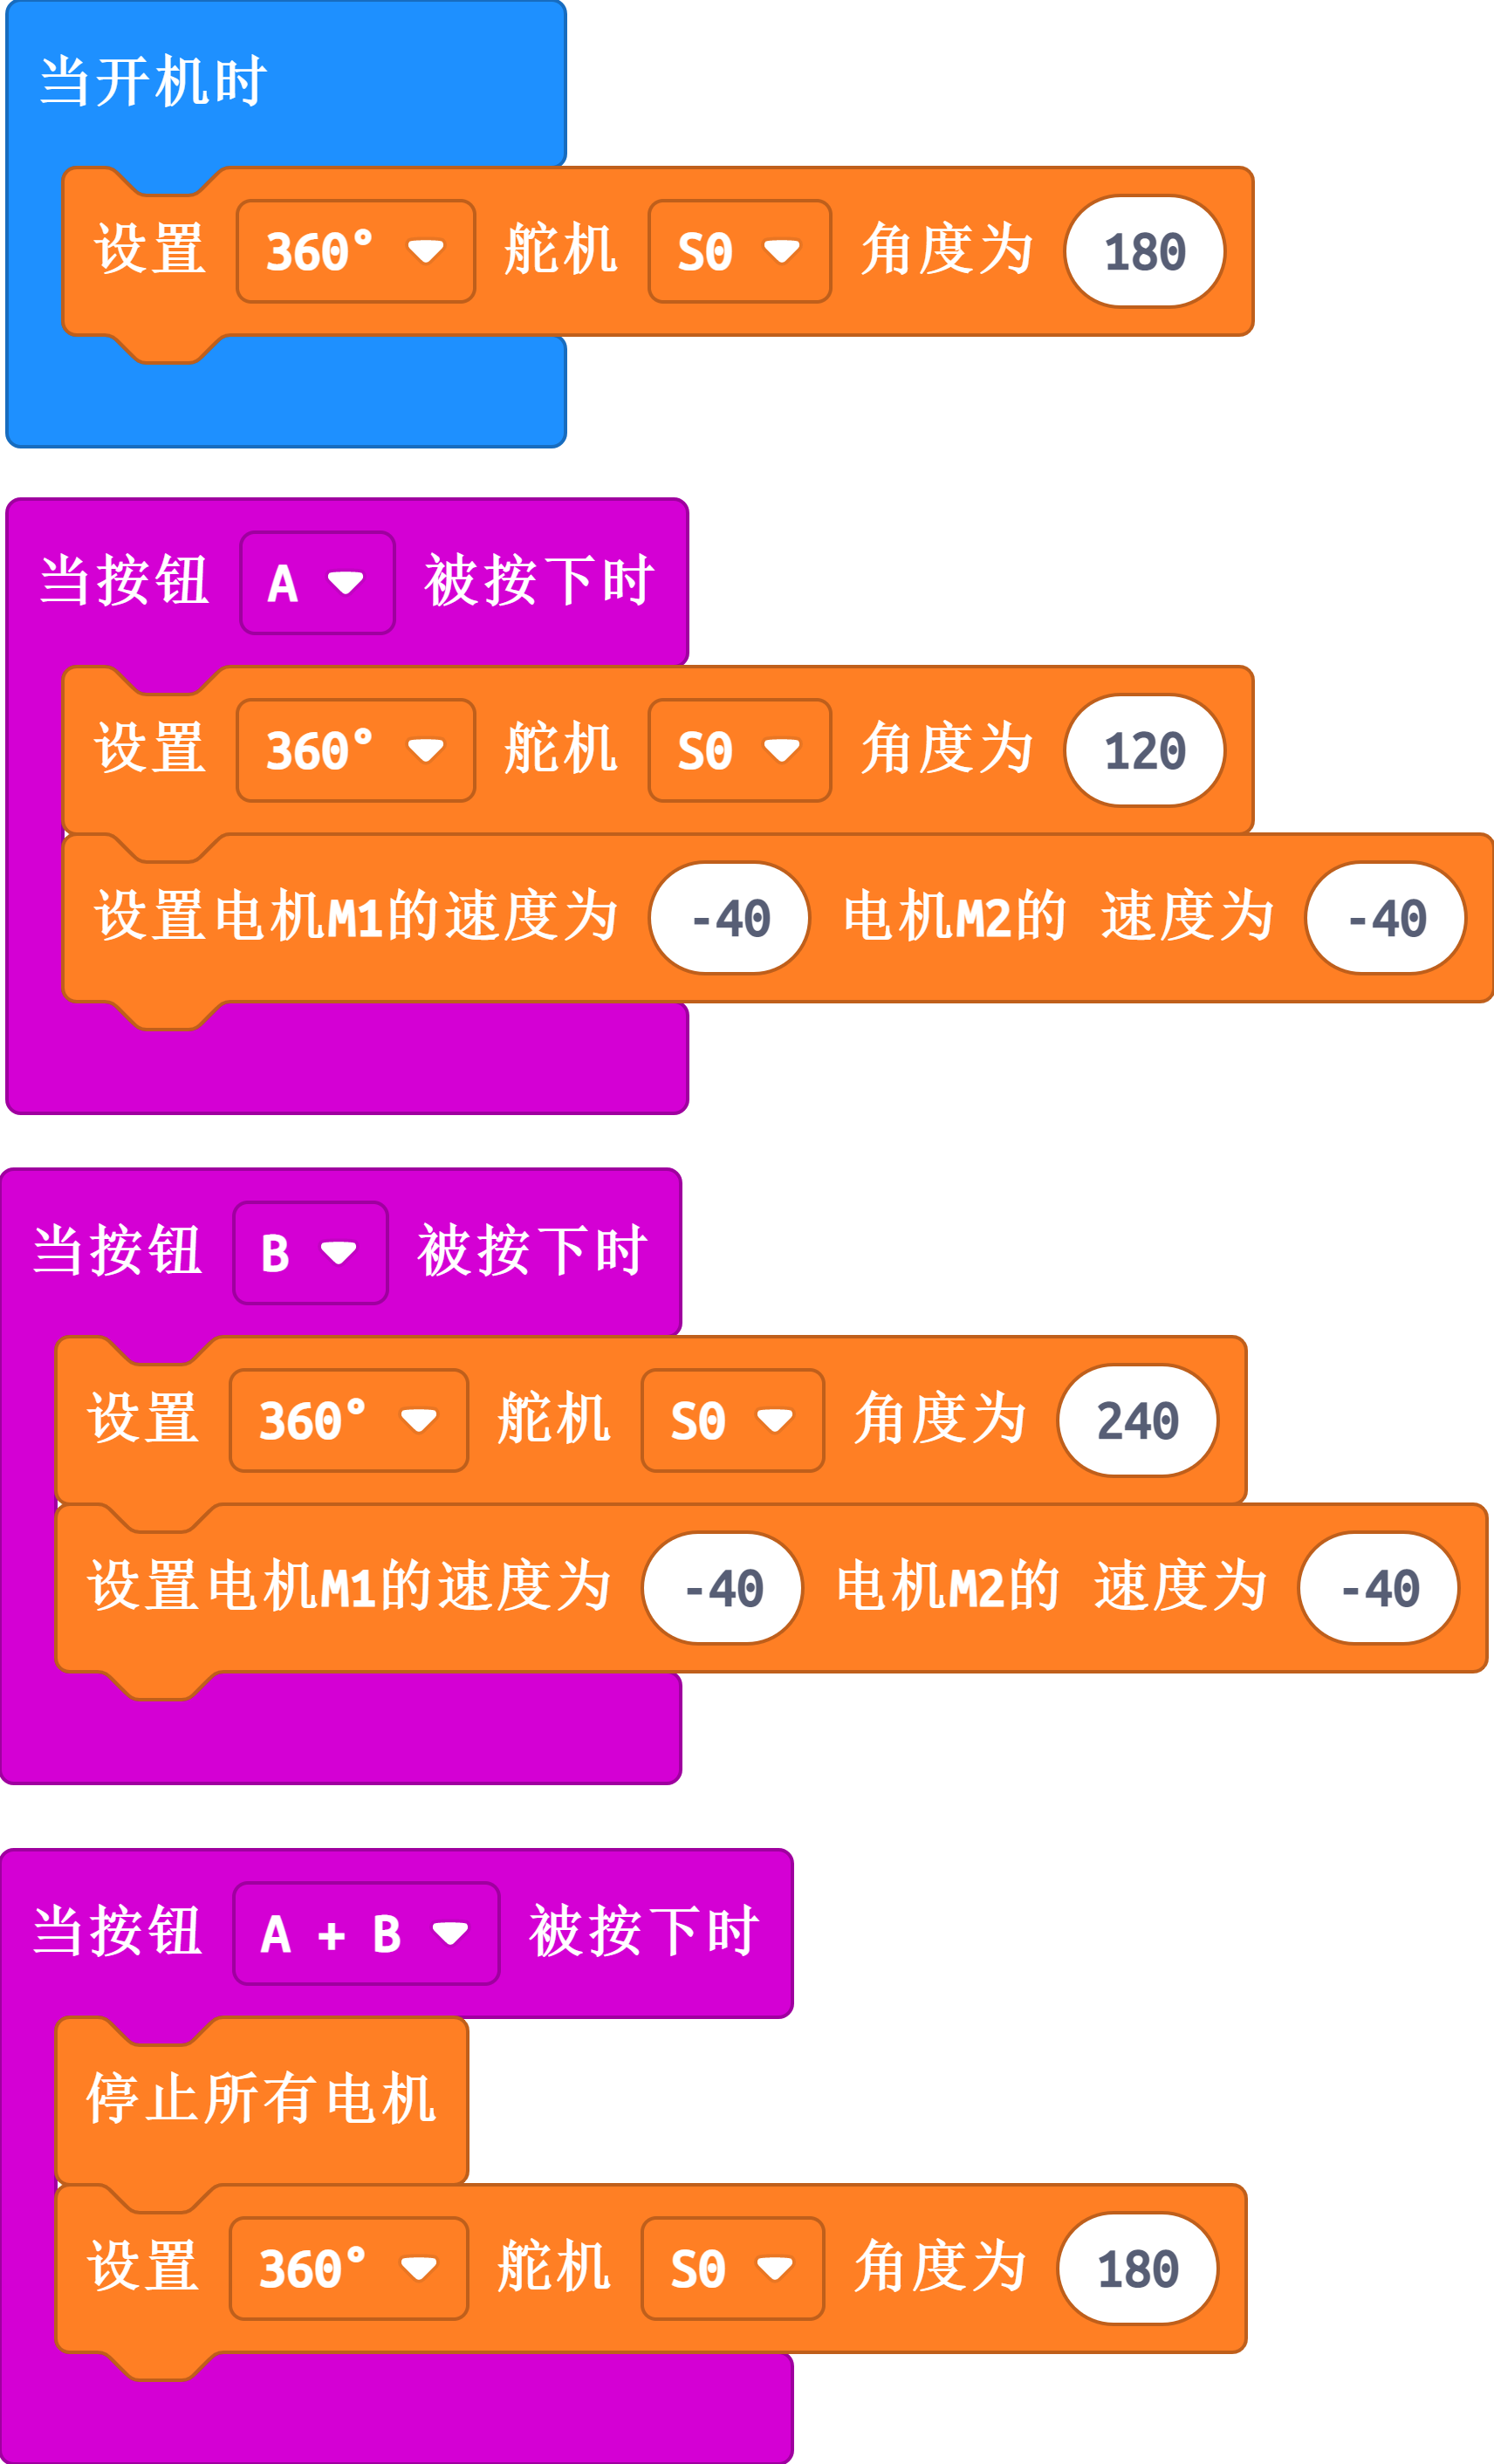 当开机时
设置 360° 舵机 S0 角度为 180
当按钮 A 被按下时
设置 360° 舵机 S0 角度为 120
设置电机M1的速度为 -40 电机M2的 速度为 -40
当按钮 B 被按下时
设置 360° 舵机 S0 角度为 240
设置电机M1的速度为 -40 电机M2的 速度为 -40
当按钮 A + B 被按下时
停止所有电机
设置 360° 舵机 S0 角度为 180